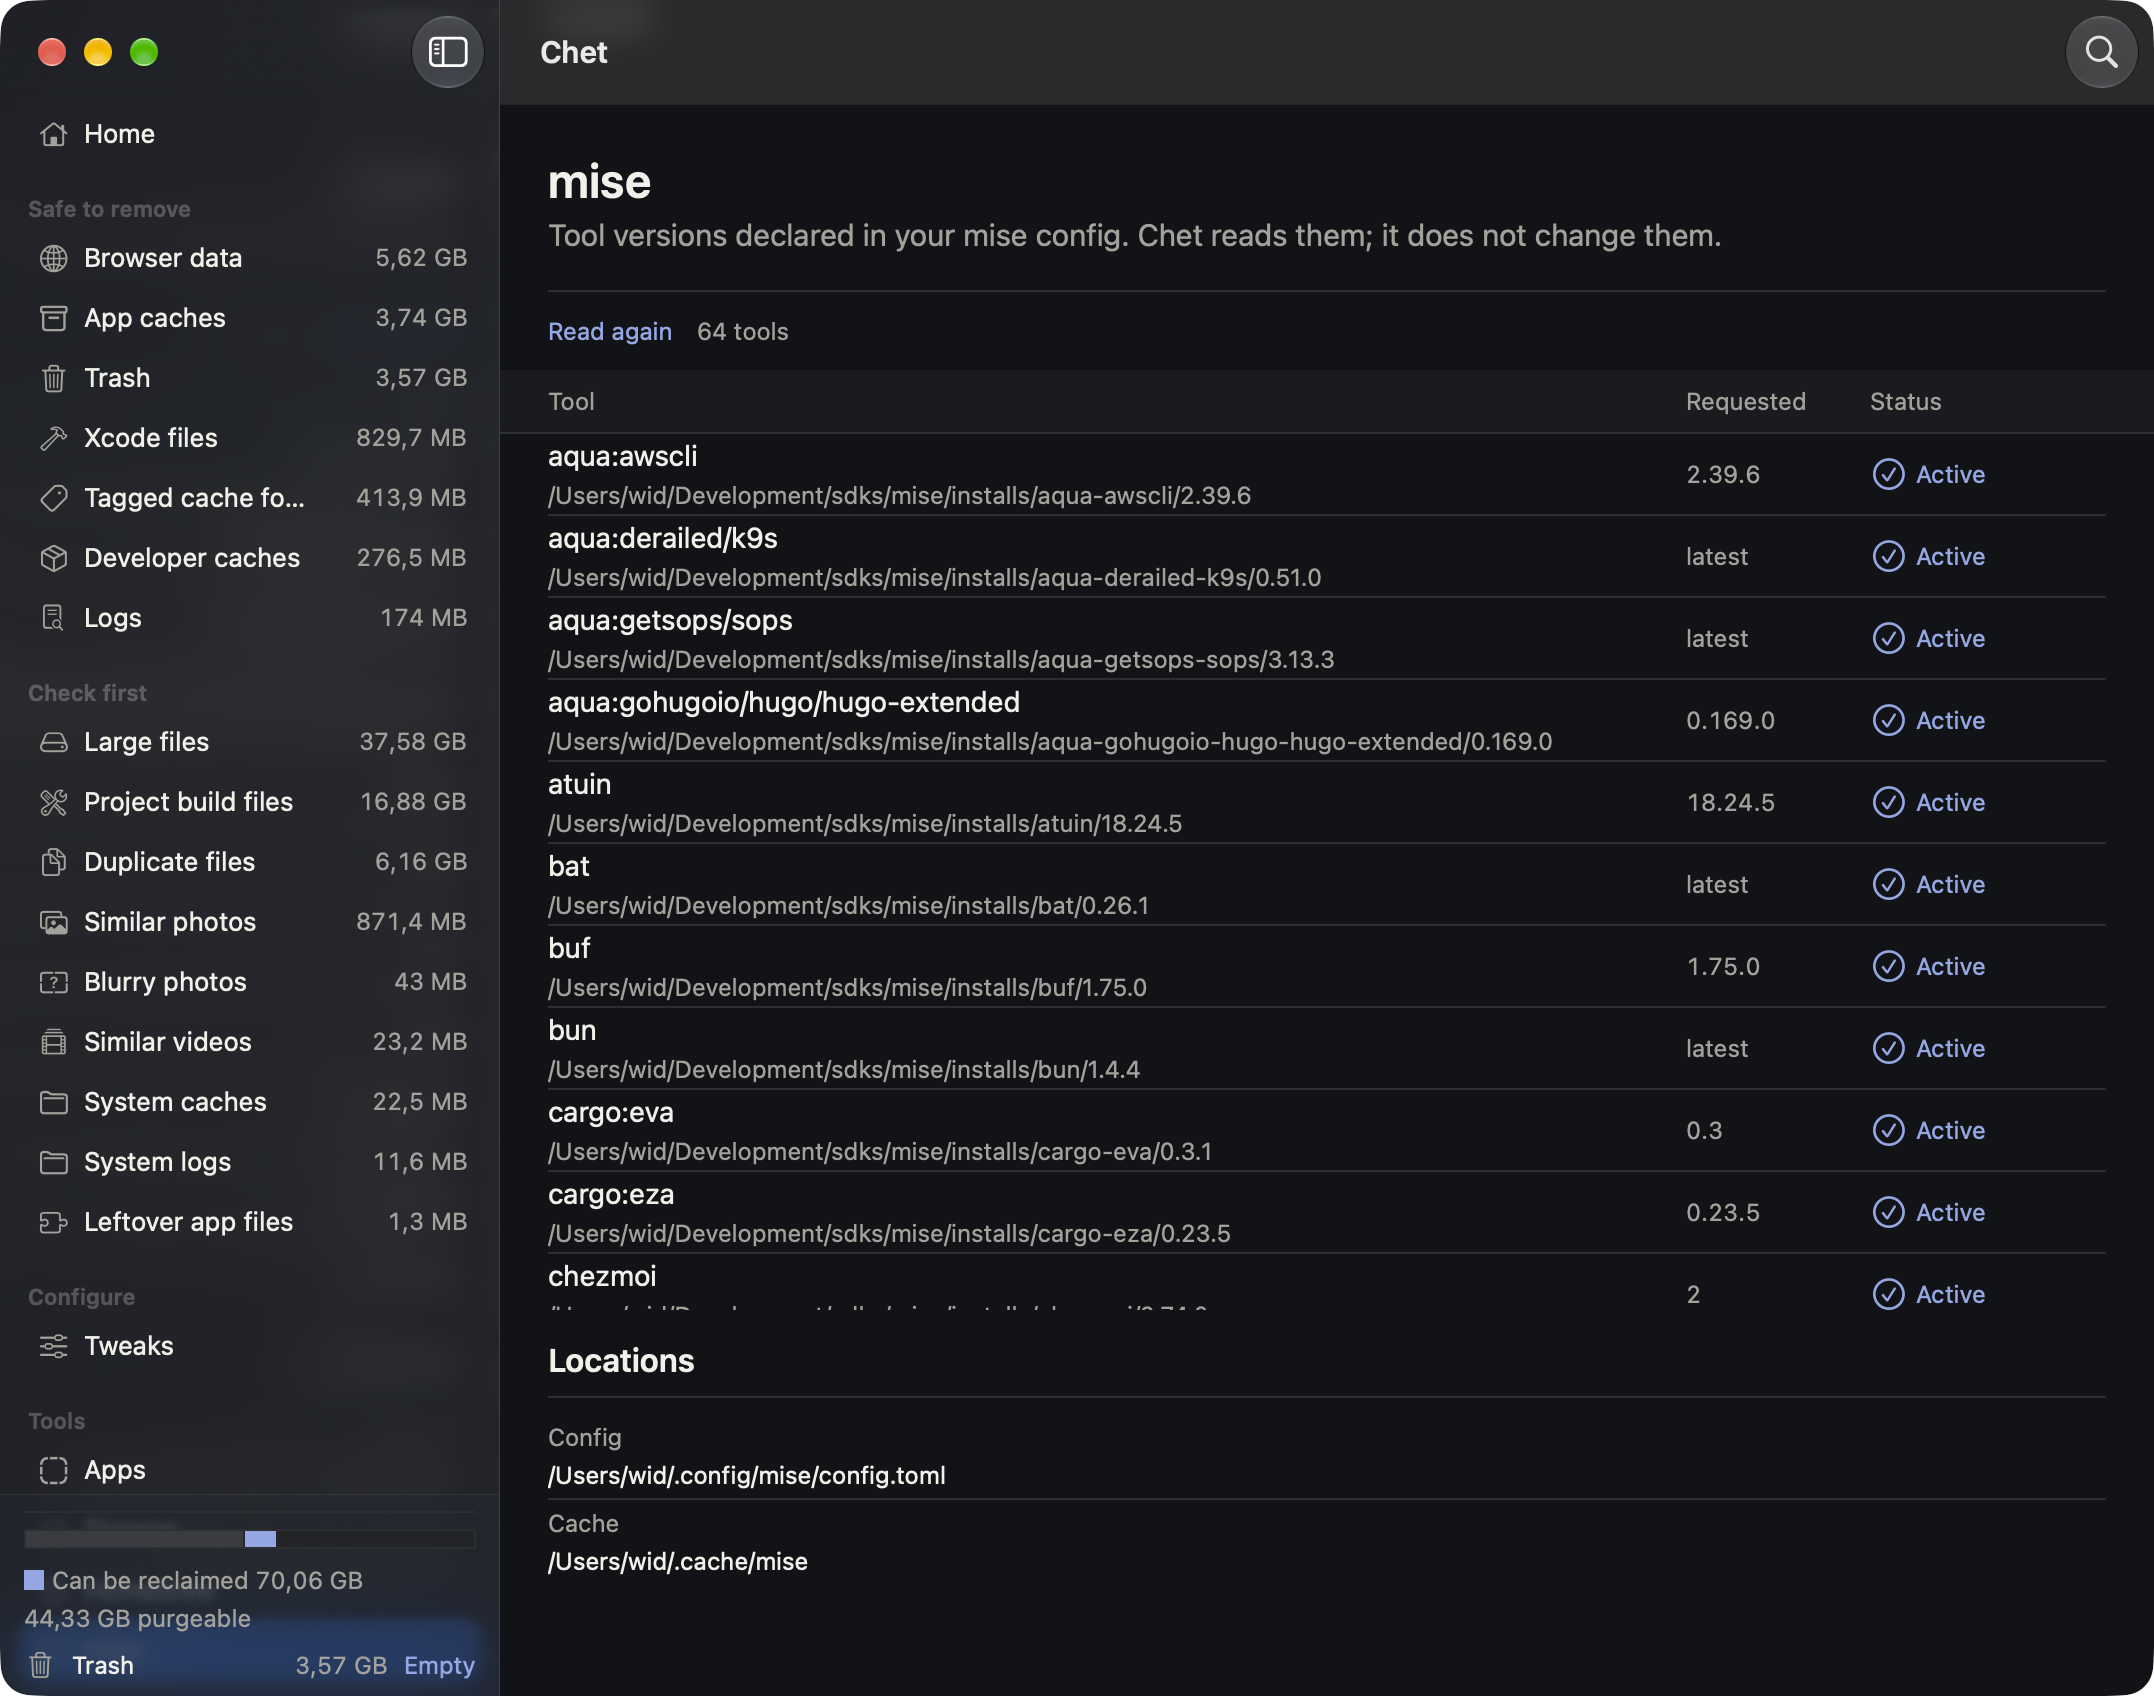 Chet
Home
Safe to remove
Browser data 5,62 GB
App caches 3,74 GB
Trash 3,57 GB
Xcode files 829,7 MB
Tagged cache fo... 413,9 MB
Developer caches 276,5 MB
Logs 174 MB
Check first
Large files 37,58 GB
Project build files 16,88 GB
Duplicate files 6,16 GB
Similar photos 871,4 MB
Blurry photos 43 MB
Similar videos 23,2 MB
System caches 22,5 MB
System logs 11,6 MB
Leftover app files 1,3 MB
Configure
Tweaks
Tools
Apps
Can be reclaimed 70,06 GB
44,33 GB purgeable
Trash 3,57 GB Empty
mise
Tool versions declared in your mise config. Chet reads them; it does not change them.
Read again 64 tools
Tool Requested Status
aqua:awscli
/Users/wid/Development/sdks/mise/installs/aqua-awscli/2.39.6
2.39.6 Active
aqua:derailed/k9s
/Users/wid/Development/sdks/mise/installs/aqua-derailed-k9s/0.51.0
latest Active
aqua:getsops/sops
/Users/wid/Development/sdks/mise/installs/aqua-getsops-sops/3.13.3
latest Active
aqua:gohugoio/hugo/hugo-extended
/Users/wid/Development/sdks/mise/installs/aqua-gohugoio-hugo-hugo-extended/0.169.0
0.169.0 Active
atuin
/Users/wid/Development/sdks/mise/installs/atuin/18.24.5
18.24.5 Active
bat
/Users/wid/Development/sdks/mise/installs/bat/0.26.1
latest Active
buf
/Users/wid/Development/sdks/mise/installs/buf/1.75.0
1.75.0 Active
bun
/Users/wid/Development/sdks/mise/installs/bun/1.4.4
latest Active
cargo:eva
/Users/wid/Development/sdks/mise/installs/cargo-eva/0.3.1
0.3 Active
cargo:eza
/Users/wid/Development/sdks/mise/installs/cargo-eza/0.23.5
0.23.5 Active
chezmoi
2 Active
Locations
Config
/Users/wid/.config/mise/config.toml
Cache
/Users/wid/.cache/mise